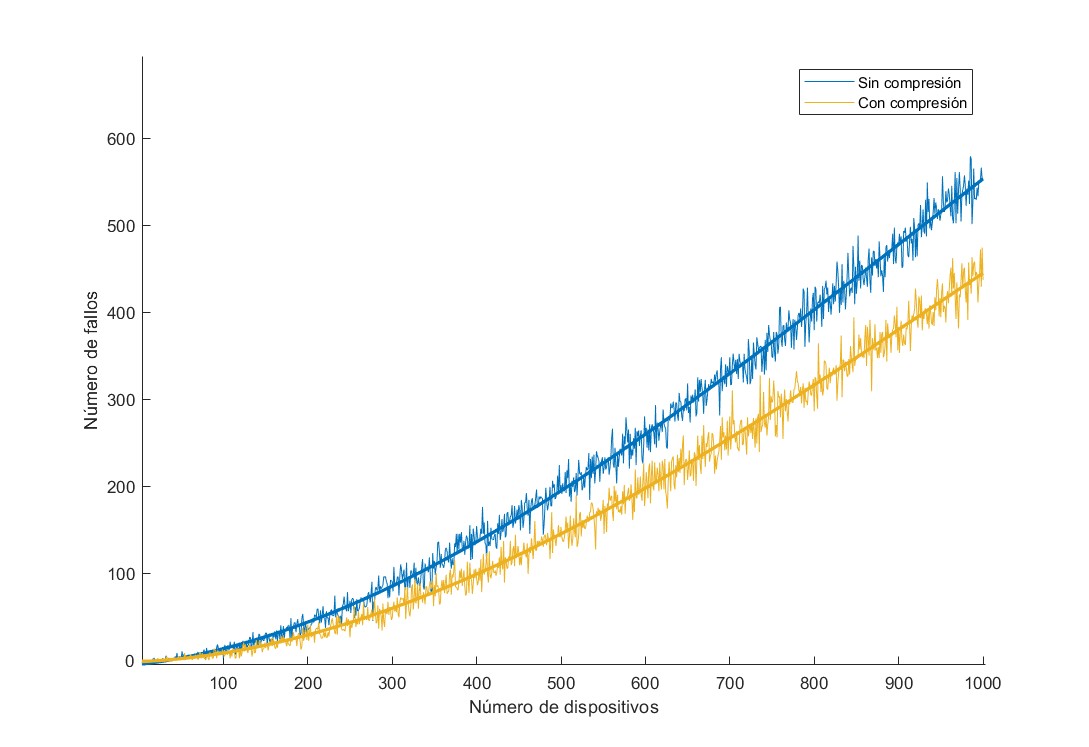 Sin compresión
Con compresión
600
500
400
300
200
100
0
Número de fallos
100 200 300 400 500 600 700 800 900 1000
Número de dispositivos